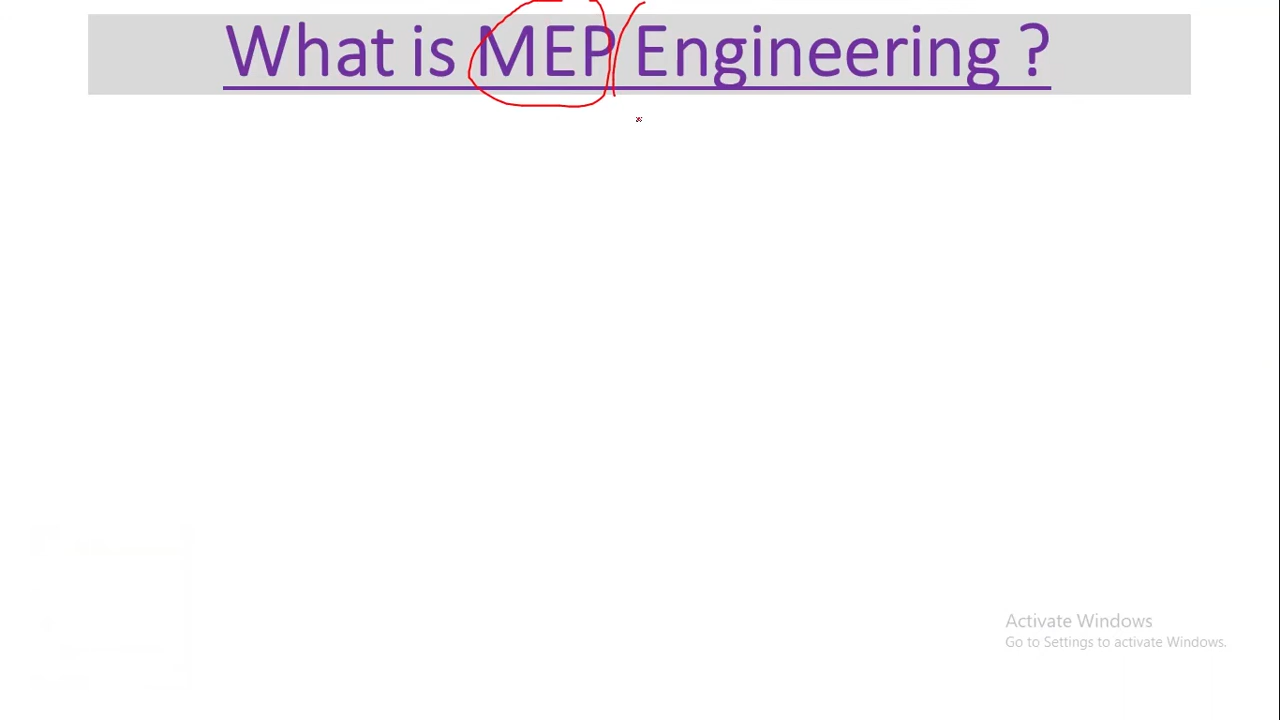 What is MEP Engineering ?
Activate Windows
Go to Settings to activate Windows.